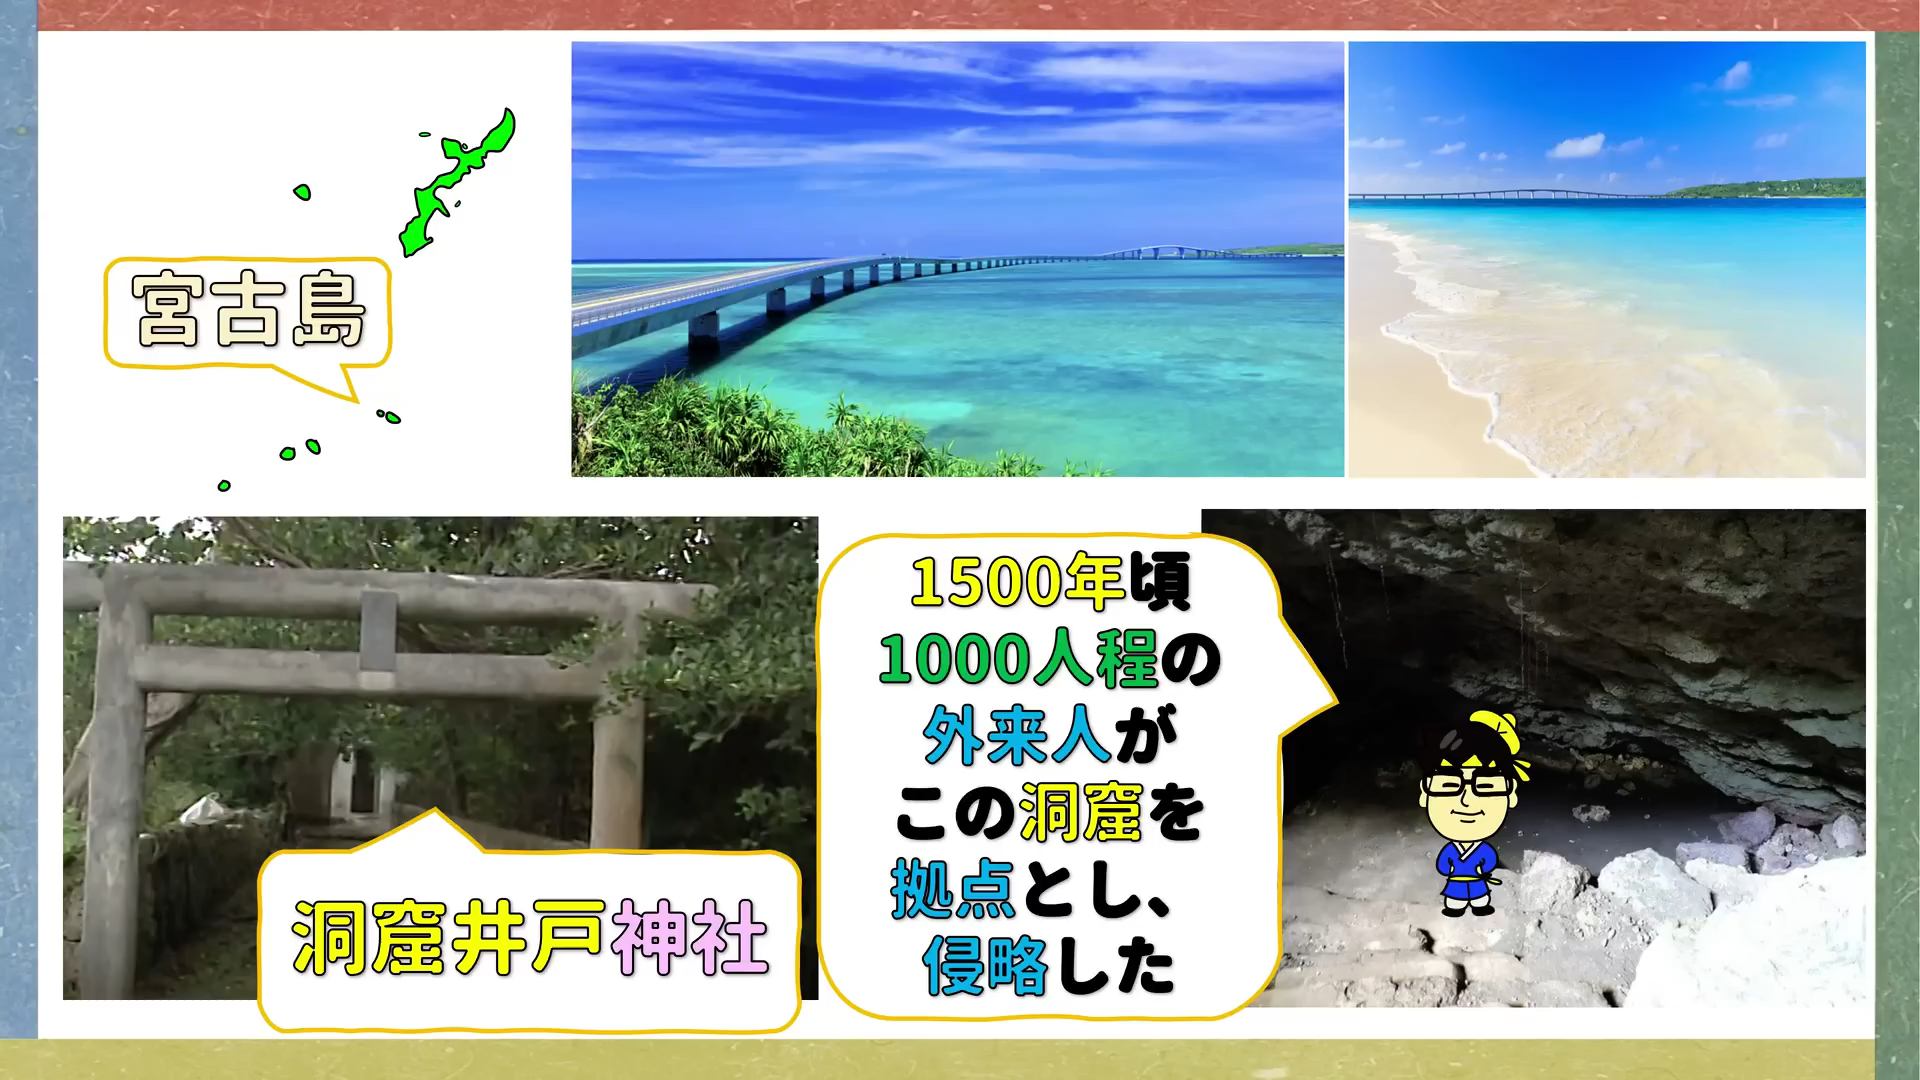 宮古島
洞窟井戸神社
1500年頃
1000人程の
外来人が
この洞窟を
拠点とし、
侵略した